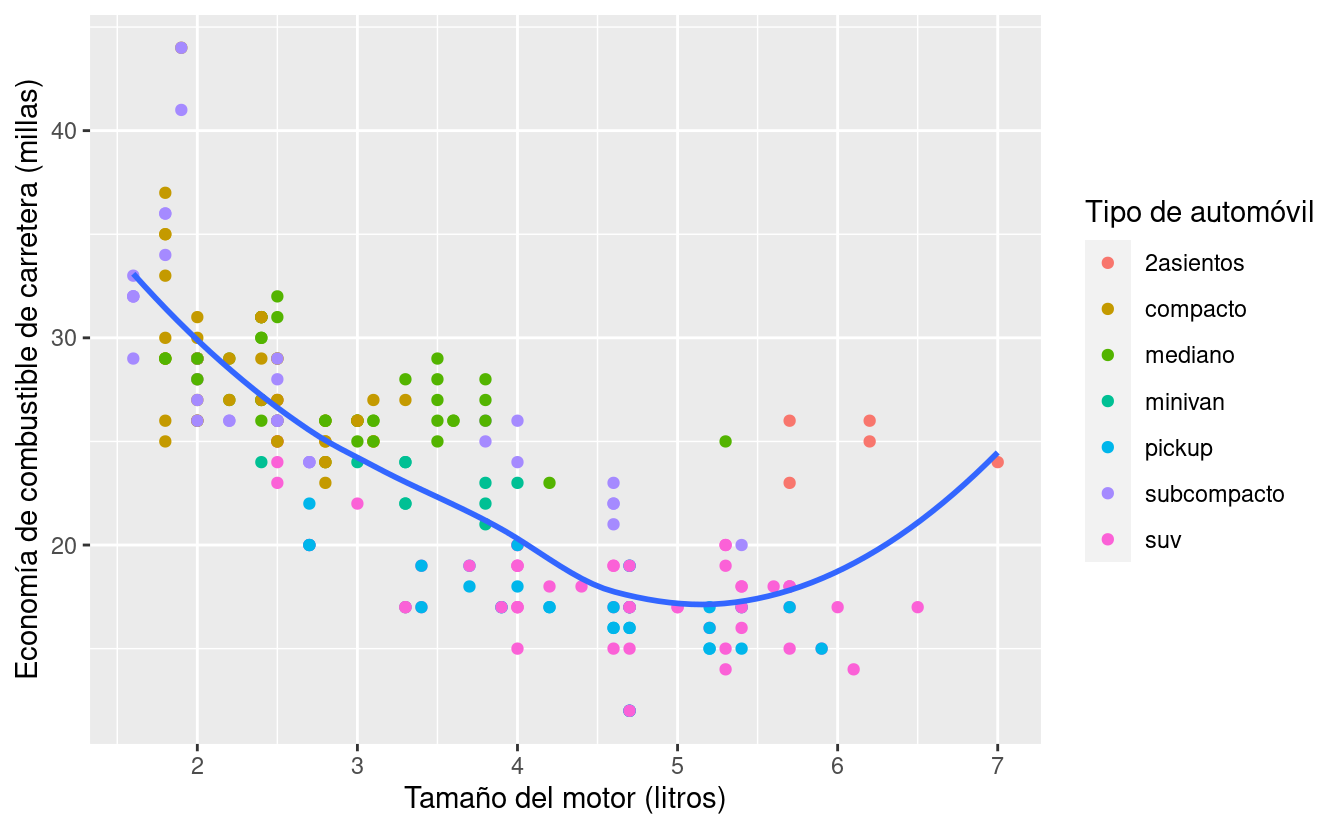 Economía de combustible de carretera (millas)
40
30
20
2 3 4 5 6 7
Tamaño del motor (litros)
Tipo de automóvil
2asientos
compacto
mediano
minivan
pickup
subcompacto
suv